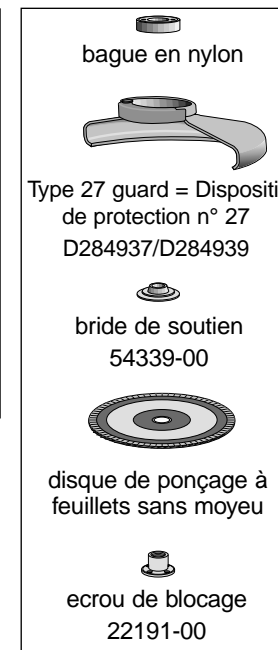 bague en nylon
Type 27 guard = Dispositi
de protection n° 27
D284937/D284939
bride de soutien
54339-00
disque de ponçage à
feuillets sans moyeu
ecrou de blocage
22191-00